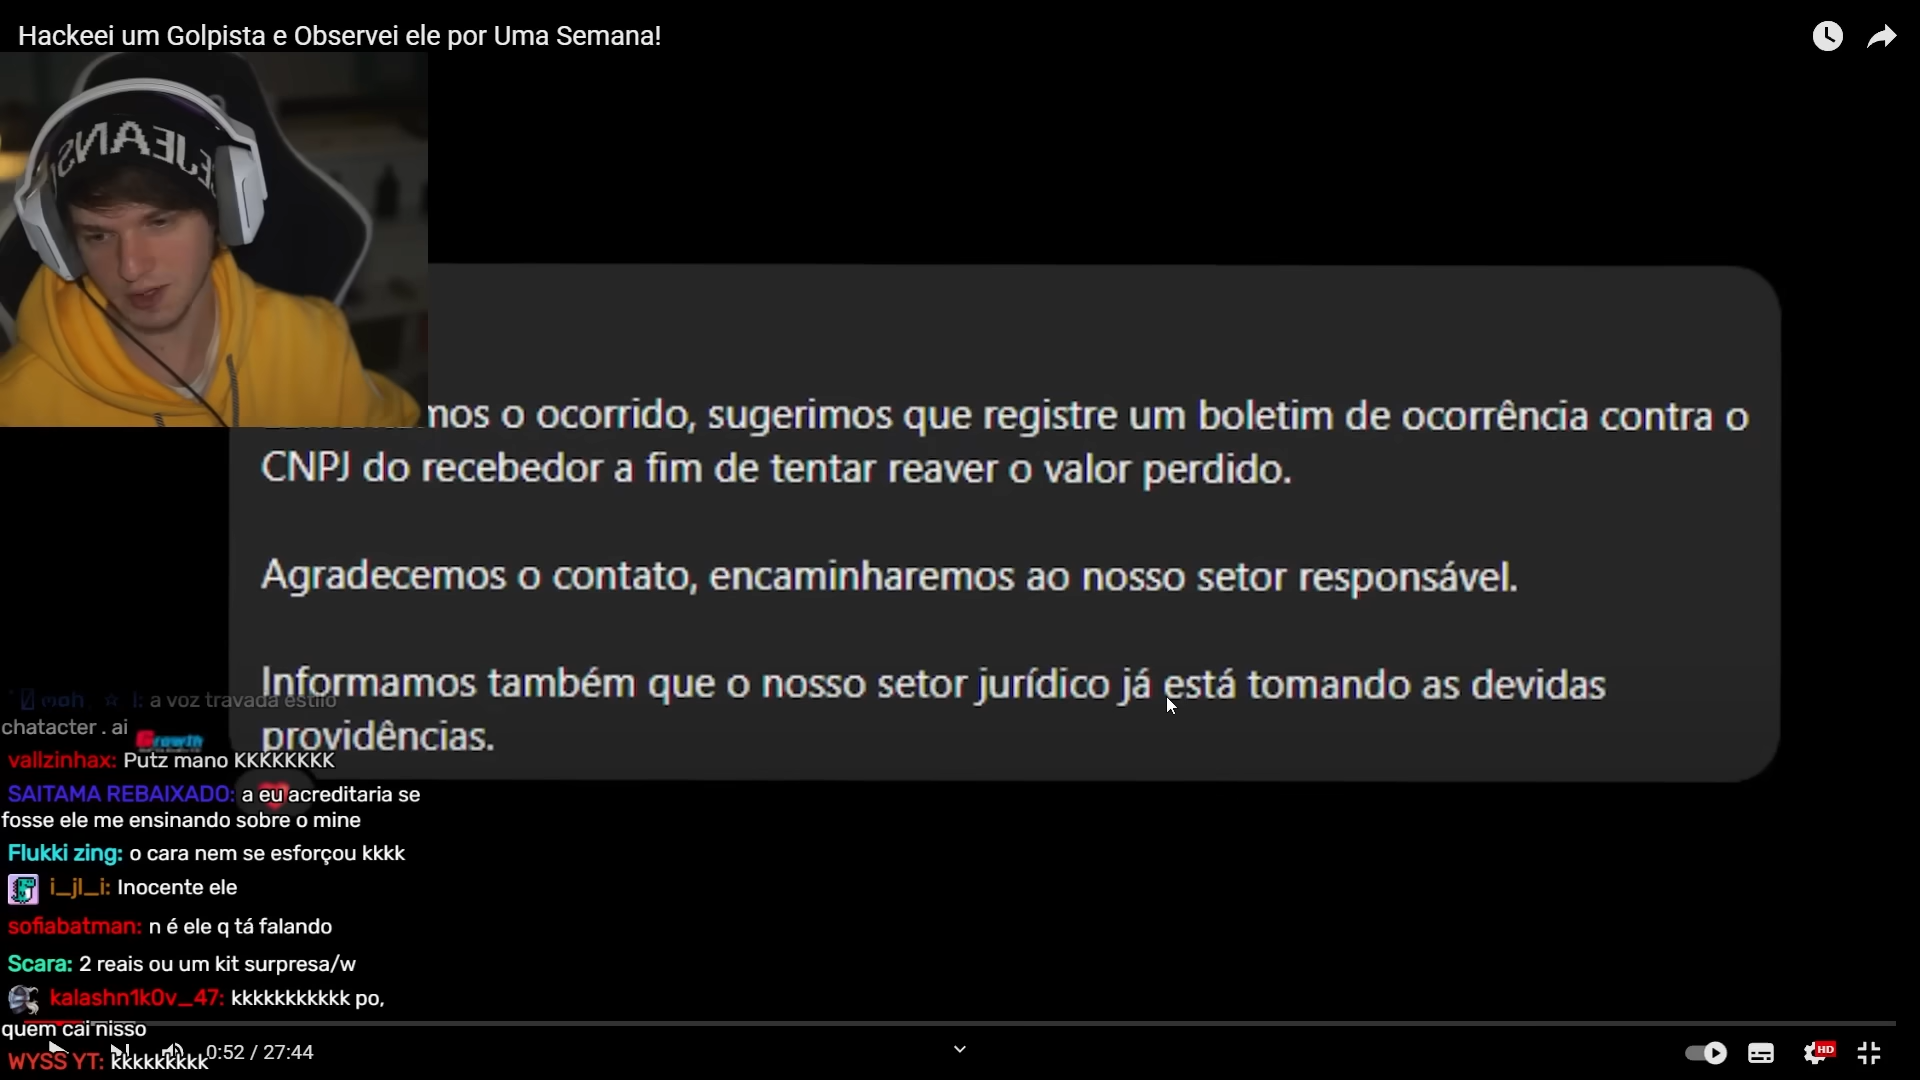 Hackeei um Golpista e Observei ele por Uma Semana!
JEANS
mos o ocorrido, sugerimos que registre um boletim de ocorrência contra o
CNPJ do recebedor a fim de tentar reaver o valor perdido.
Agradecemos o contato, encaminharemos ao nosso setor responsável.
Informamos também que o nosso setor jurídico já está tomando as devidas
providências.
a voz travada estilo
chatacter . ai
Growth
vallzinhax: Putz mano KKKKKKKK
SAITAMA REBAIXADO: a eu acreditaria se
fosse ele me ensinando sobre o mine
Flukki zing: o cara nem se esforçou kkkk
i_jl_i: Inocente ele
sofiabatman: n é ele q tá falando
Scara: 2 reais ou um kit surpresa/w
kalashn1k0v_47: kkkkkkkkkkk po,
quem cai nisso
WYSS YT: kkkkkkkkk
0:52 / 27:44
HD